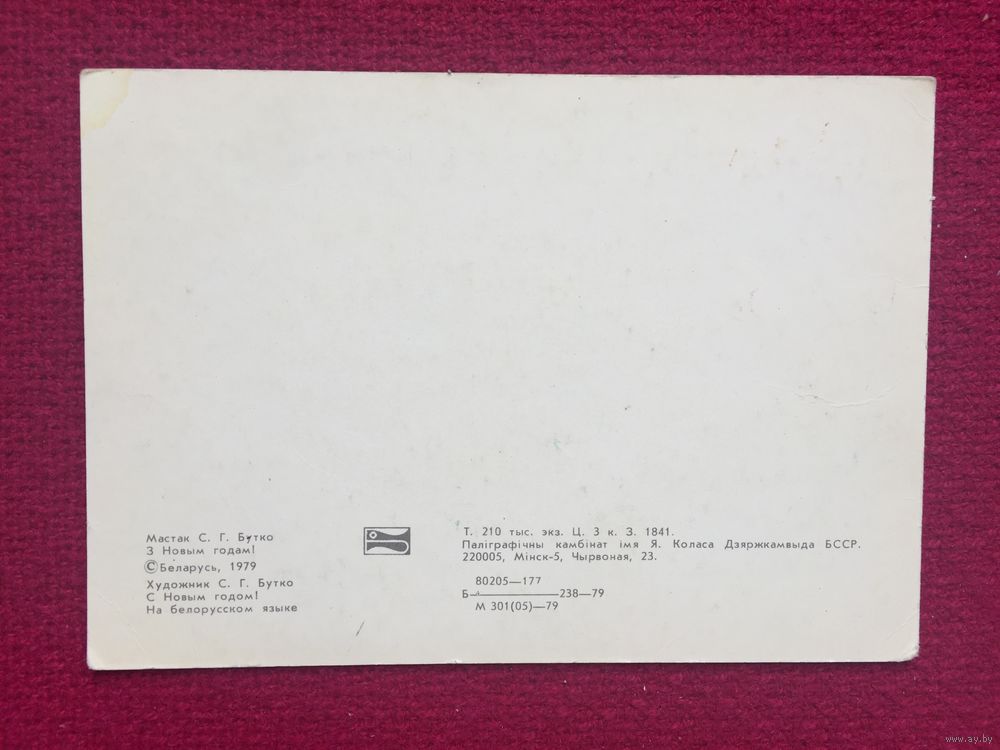 Мастак С. Г. Бутко
З Новым годам!
© Беларусь, 1979
Художник С. Г. Бутко
С Новым годом!
На белорусском языке
Т. 210 тыс. экз. Ц. 3 к. З. 1841.
Паліграфічны камбінат імя Я. Коласа Дзяржкамвыда БССР.
220005, Мінск-5, Чырвоная, 23.
80205—177
Б————238—79
М 301(05)—79
www.ay.by